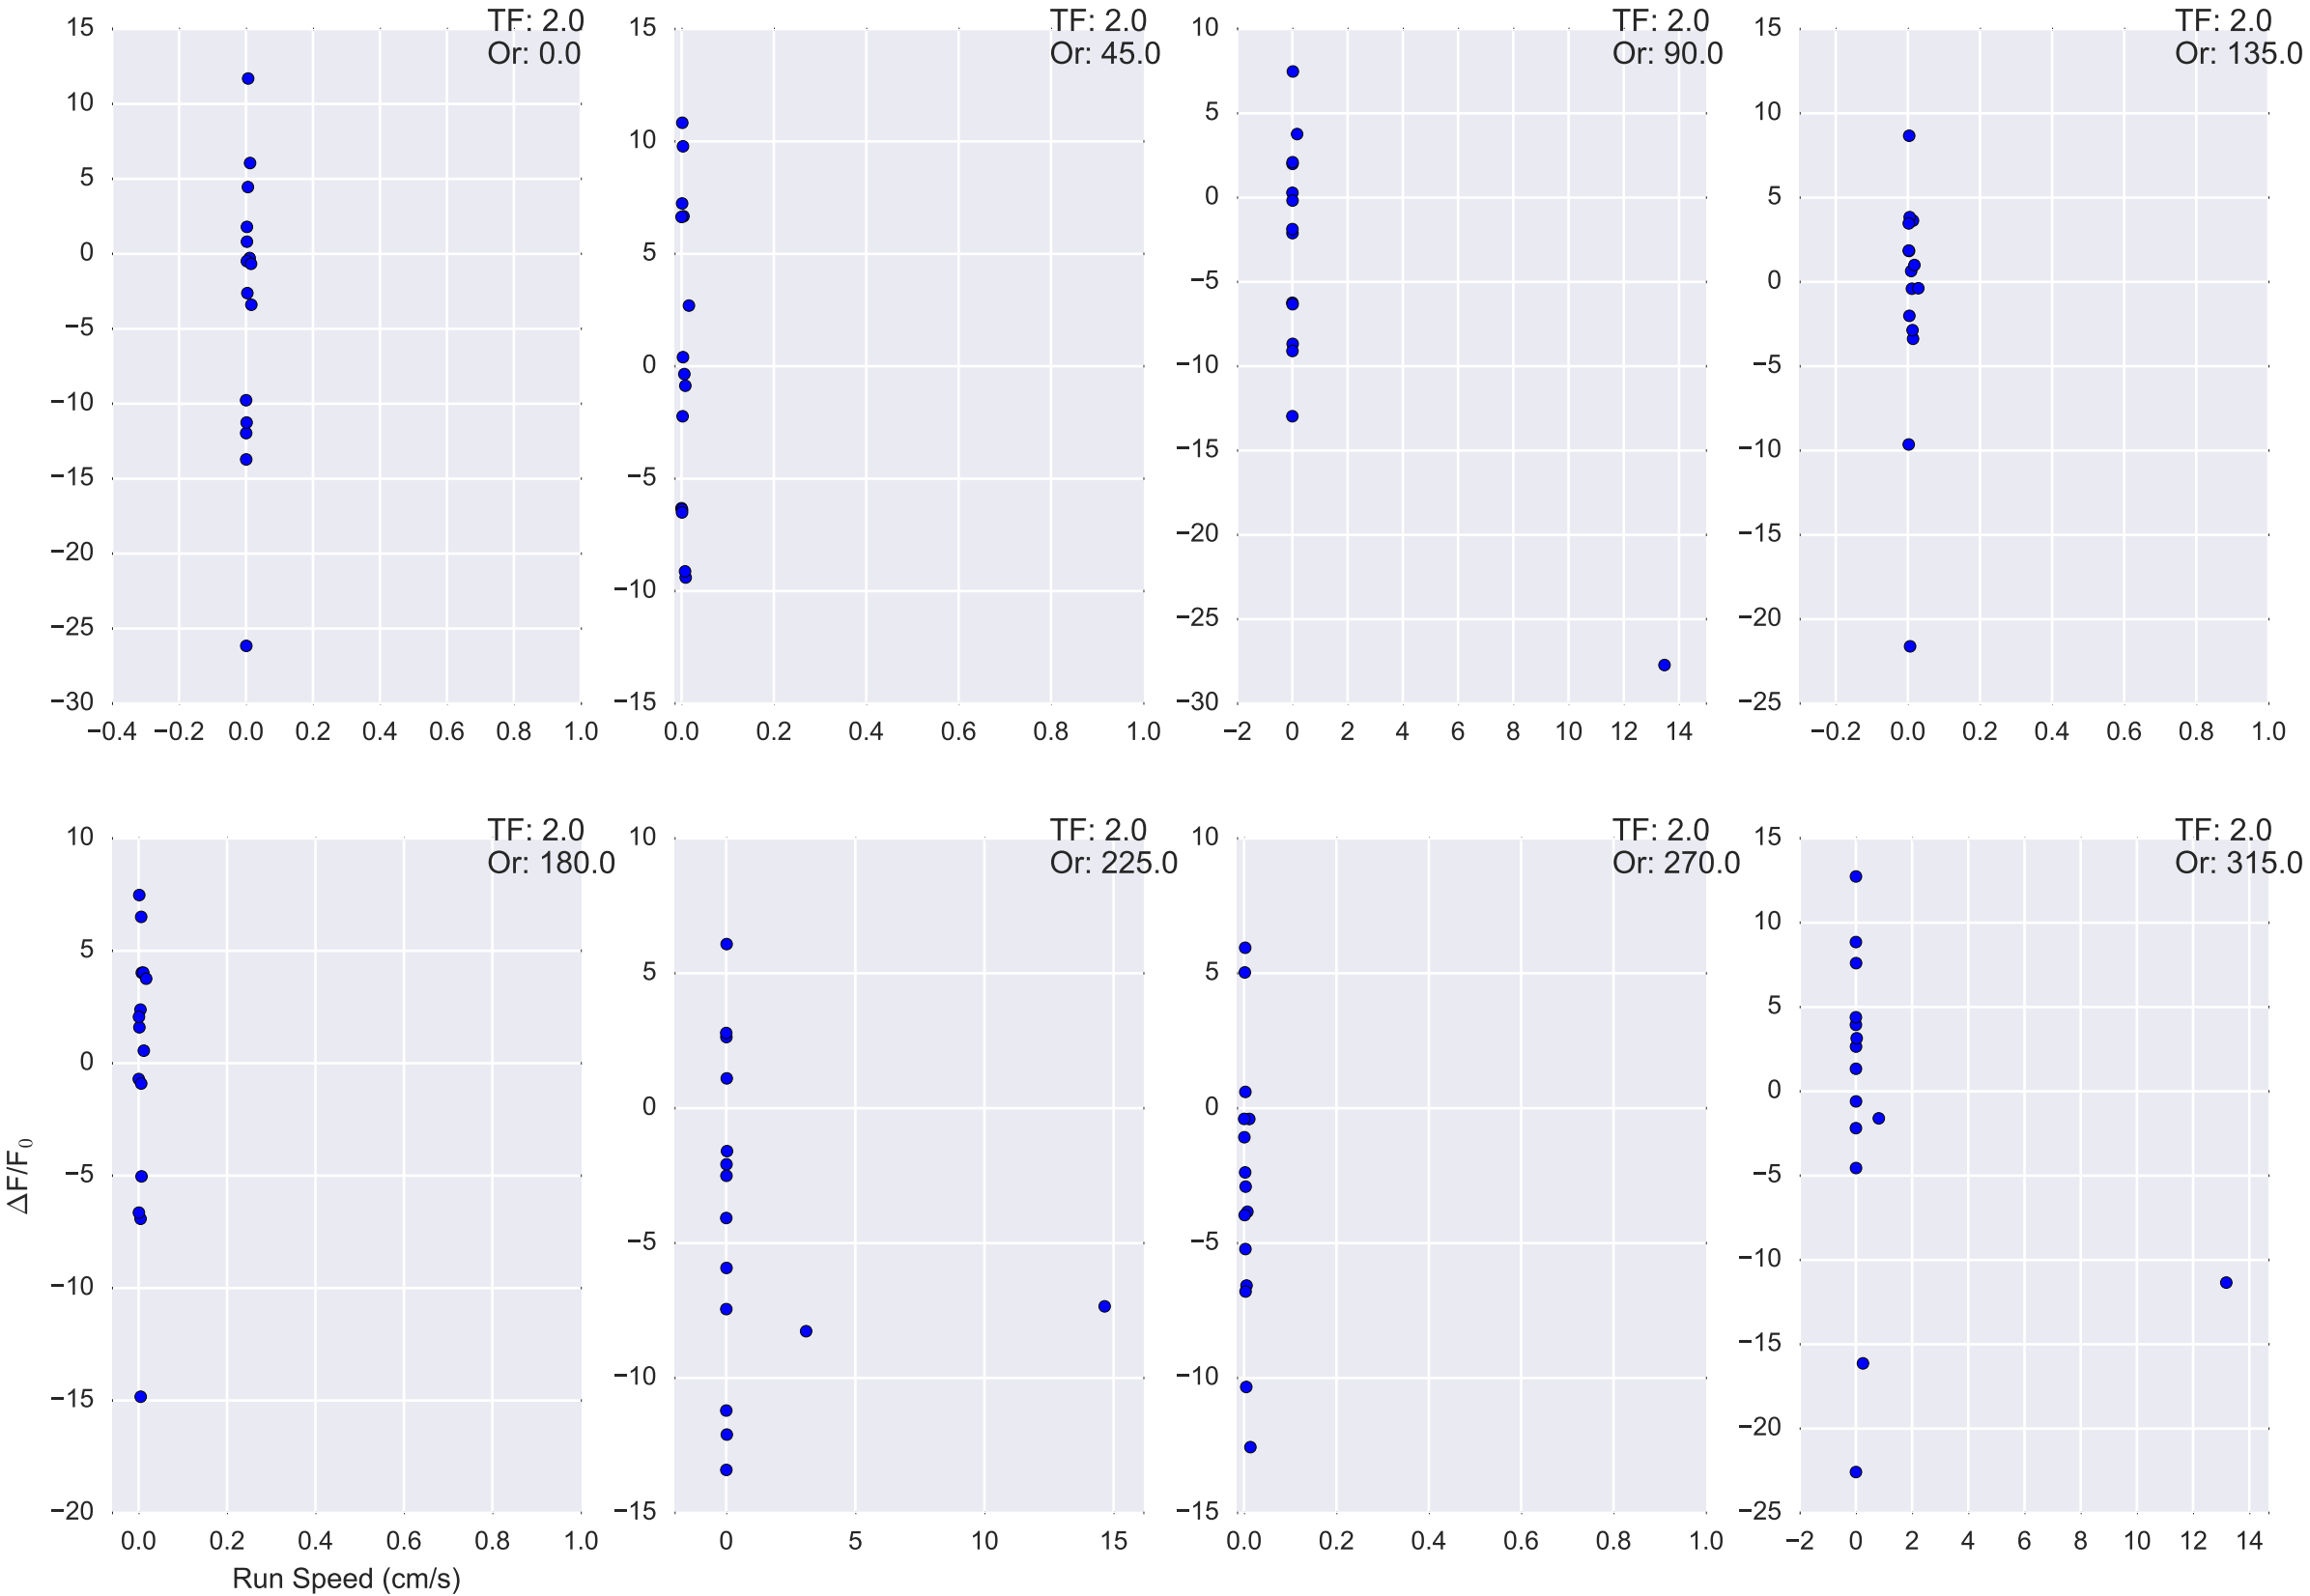 TF: 2.0
Or: 0.0
15
10
5
0
−5
−10
−15
−20
−25
−30
−0.4 −0.2 0.0 0.2 0.4 0.6 0.8 1.0
TF: 2.0
Or: 45.0
15
10
5
0
−5
−10
−15
0.0 0.2 0.4 0.6 0.8 1.0
TF: 2.0
Or: 90.0
10
5
0
−5
−10
−15
−20
−25
−30
−2 0 2 4 6 8 10 12 14
TF: 2.0
Or: 135.0
15
10
5
0
−5
−10
−15
−20
−25
−0.2 0.0 0.2 0.4 0.6 0.8 1.0
TF: 2.0
Or: 180.0
10
5
0
−5
−10
−15
−20
0.0 0.2 0.4 0.6 0.8 1.0
Run Speed (cm/s)
ΔF/F₀
TF: 2.0
Or: 225.0
10
5
0
−5
−10
−15
0 5 10 15
TF: 2.0
Or: 270.0
10
5
0
−5
−10
−15
0.0 0.2 0.4 0.6 0.8 1.0
TF: 2.0
Or: 315.0
15
10
5
0
−5
−10
−15
−20
−25
−2 0 2 4 6 8 10 12 14